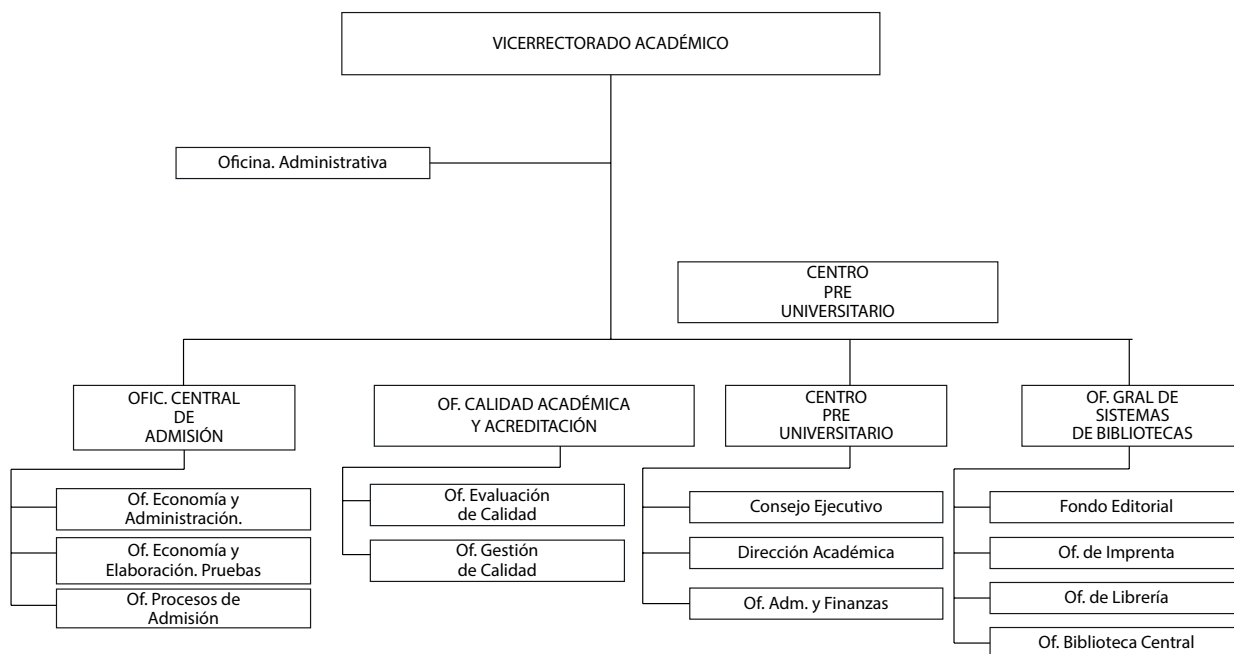 VICERRECTORADO ACADÉMICO
Oficina. Administrativa
CENTRO
PRE
UNIVERSITARIO
OFIC. CENTRAL
DE
ADMISIÓN
Of. Economía y
Administración.
Of. Economía y
Elaboración. Pruebas
Of. Procesos de
Admisión
OF. CALIDAD ACADÉMICA
Y ACREDITACIÓN
Of. Evaluación
de Calidad
Of. Gestión
de Calidad
CENTRO
PRE
UNIVERSITARIO
Consejo Ejecutivo
Dirección Académica
Of. Adm. y Finanzas
OF. GRAL DE
SISTEMAS
DE BIBLIOTECAS
Fondo Editorial
Of. de Imprenta
Of. de Librería
Of. Biblioteca Central